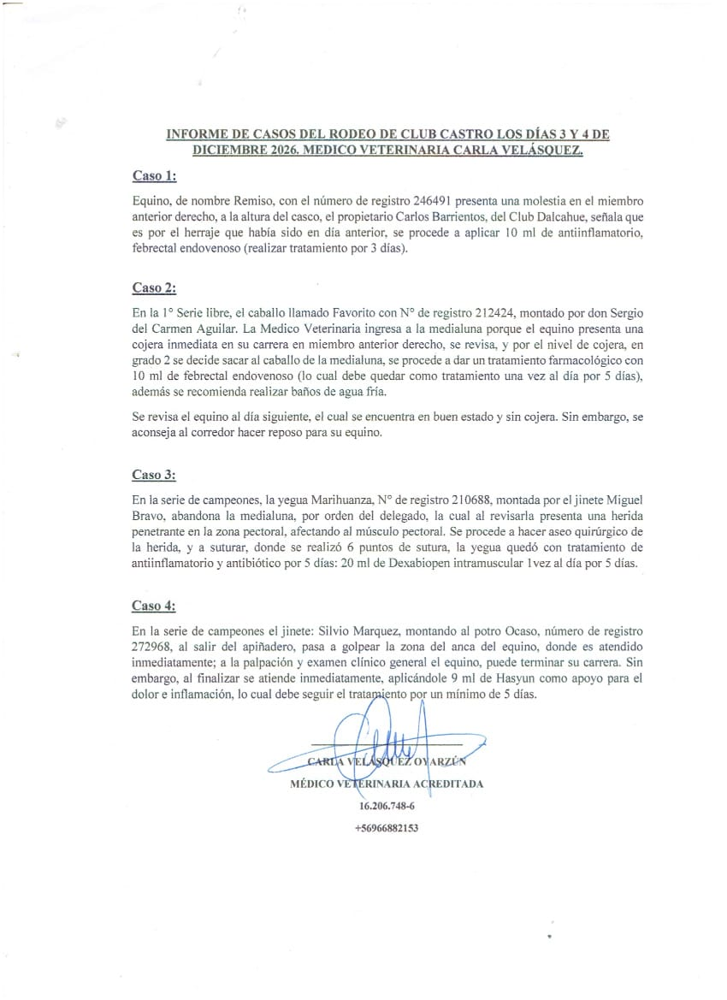 INFORME DE CASOS DEL RODEO DE CLUB CASTRO LOS DÍAS 3 Y 4 DE
DICIEMBRE 2026. MEDICO VETERINARIA CARLA VELÁSQUEZ.
Caso 1:
Equino, de nombre Remiso, con el número de registro 246491 presenta una molestia en el miembro
anterior derecho, a la altura del casco, el propietario Carlos Barrientos, del Club Dalcahue, señala que
es por el herraje que había sido en día anterior, se procede a aplicar 10 ml de antiinflamatorio,
febrectal endovenoso (realizar tratamiento por 3 días).
Caso 2:
En la 1° Serie libre, el caballo llamado Favorito con N° de registro 212424, montado por don Sergio
del Carmen Aguilar. La Medico Veterinaria ingresa a la medialuna porque el equino presenta una
cojera inmediata en su carrera en miembro anterior derecho, se revisa, y por el nivel de cojera, en
grado 2 se decide sacar al caballo de la medialuna, se procede a dar un tratamiento farmacológico con
10 ml de febrectal endovenoso (lo cual debe quedar como tratamiento una vez al día por 5 días),
además se recomienda realizar baños de agua fría.
Se revisa el equino al día siguiente, el cual se encuentra en buen estado y sin cojera. Sin embargo, se
aconseja al corredor hacer reposo para su equino.
Caso 3:
En la serie de campeones, la yegua Marihuanza, N° de registro 210688, montada por el jinete Miguel
Bravo, abandona la medialuna, por orden del delegado, la cual al revisarla presenta una herida
penetrante en la zona pectoral, afectando al músculo pectoral. Se procede a hacer aseo quirúrgico de
la herida, y a suturar, donde se realizó 6 puntos de sutura, la yegua quedó con tratamiento de
antiinflamatorio y antibiótico por 5 días: 20 ml de Dexabiopen intramuscular 1vez al día por 5 días.
Caso 4:
En la serie de campeones el jinete: Silvio Marquez, montando al potro Ocaso, número de registro
272968, al salir del apiñadero, pasa a golpear la zona del anca del equino, donde es atendido
inmediatamente; a la palpación y examen clínico general el equino, puede terminar su carrera. Sin
embargo, al finalizar se atiende inmediatamente, aplicándole 9 ml de Hasyun como apoyo para el
dolor e inflamación, lo cual debe seguir el tratamiento por un mínimo de 5 días.
CARLA VELÁSQUEZ OYARZÚN
MÉDICO VETERINARIA ACREDITADA
16.206.748-6
+56966882153